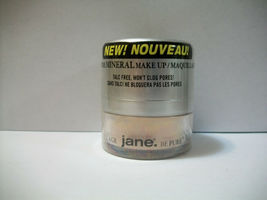 NEW! NOUVEAU!
MINERAL MAKE UP / MAQUILLA
TALC FREE, WON'T CLOG PORES!
SANS TALC! NE BLOQUERA PAS LES PORES
jane. BE PURE